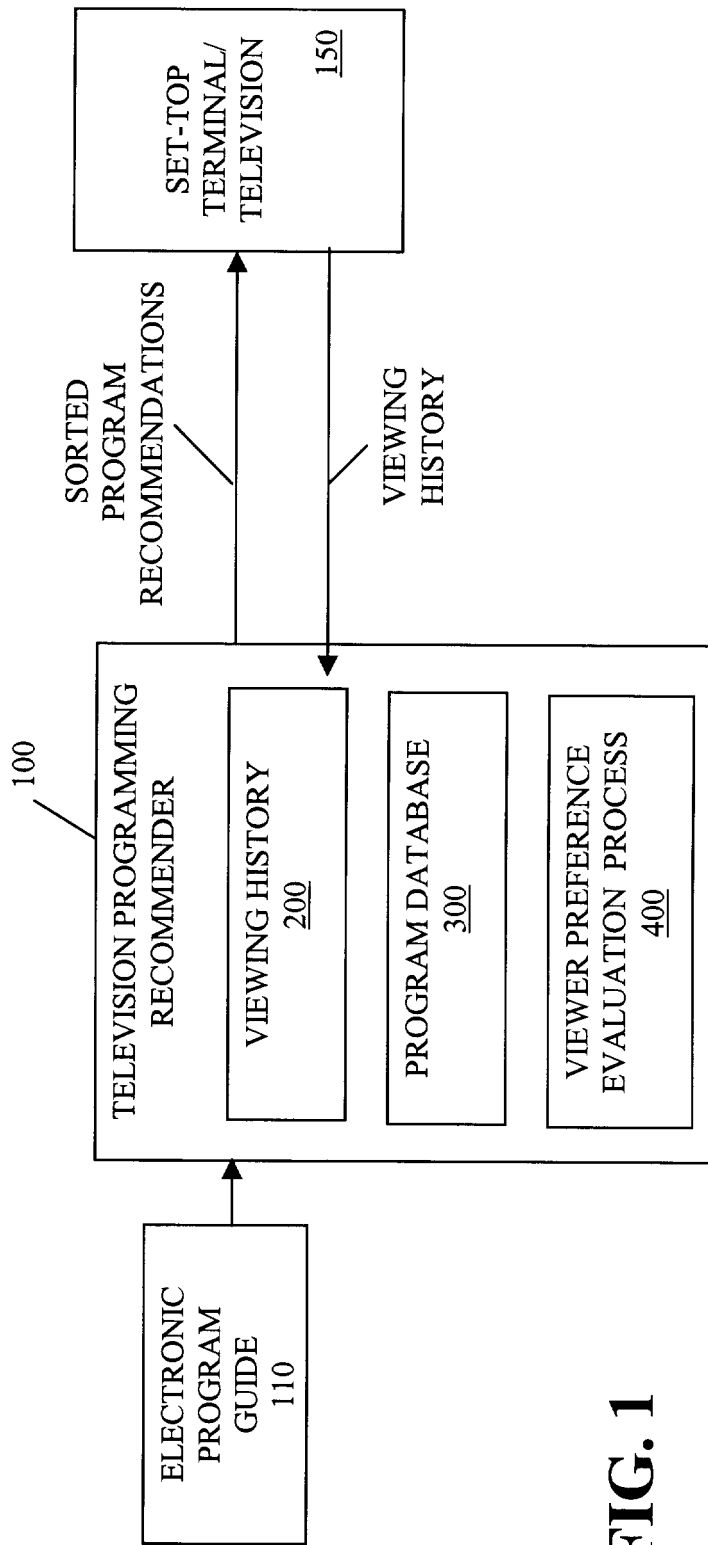 ELECTRONIC
PROGRAM
GUIDE
110
100
TELEVISION PROGRAMMING
RECOMMENDER
VIEWING HISTORY
200
PROGRAM DATABASE
300
VIEWER PREFERENCE
EVALUATION PROCESS
400
SORTED
PROGRAM
RECOMMENDATIONS
VIEWING
HISTORY
SET-TOP
TERMINAL/
TELEVISION
150
FIG. 1